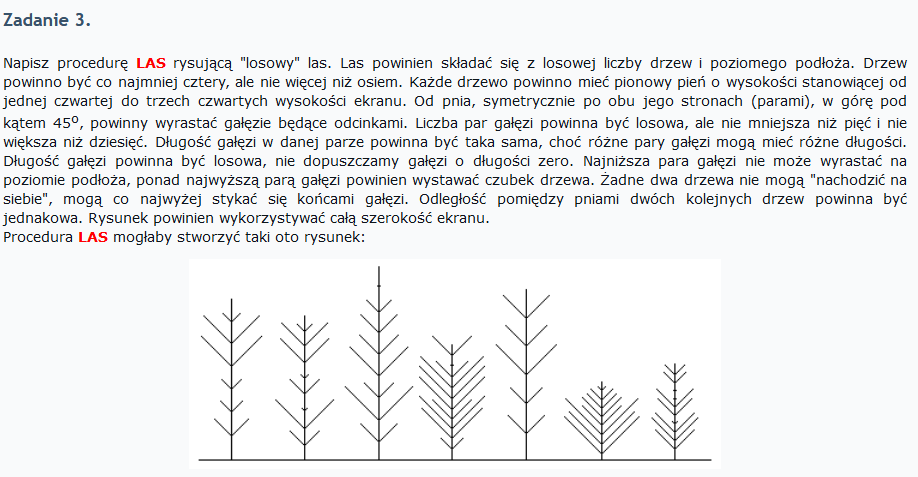 Zadanie 3.
Napisz procedurę LAS rysującą "losowy" las. Las powinien składać się z losowej liczby drzew i poziomego podłoża. Drzew
powinno być co najmniej cztery, ale nie więcej niż osiem. Każde drzewo powinno mieć pionowy pień o wysokości stanowiącej od
jednej czwartej do trzech czwartych wysokości ekranu. Od pnia, symetrycznie po obu jego stronach (parami), w górę pod
kątem 45º, powinny wyrastać gałęzie będące odcinkami. Liczba par gałęzi powinna być losowa, ale nie mniejsza niż pięć i nie
większa niż dziesięć. Długość gałęzi w danej parze powinna być taka sama, choć różne pary gałęzi mogą mieć różne długości.
Długość gałęzi powinna być losowa, nie dopuszczamy gałęzi o długości zero. Najniższa para gałęzi nie może wyrastać na
poziomie podłoża, ponad najwyższą parą gałęzi powinien wystawać czubek drzewa. Żadne dwa drzewa nie mogą "nachodzić na
siebie", mogą co najwyżej stykać się końcami gałęzi. Odległość pomiędzy pniami dwóch kolejnych drzew powinna być
jednakowa. Rysunek powinien wykorzystywać całą szerokość ekranu.
Procedura LAS mogłaby stworzyć taki oto rysunek: